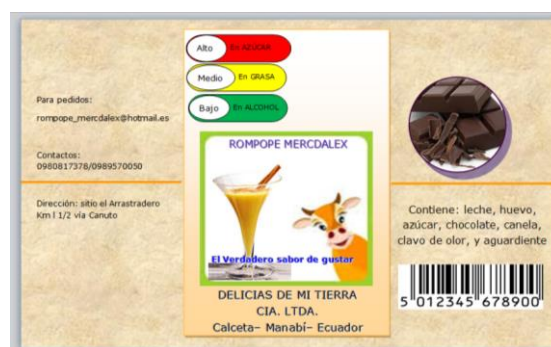 Para pedidos:
rompope_mercdalex@hotmail.es
Contactos:
0980817378/0989570050
Dirección: sitio el Arrastradero
Km l 1/2 vía Canuto
Alto En AZUCAR
Medio En GRASA
Bajo En ALCOHOL
ROMPOPE MERCDALEX
El Verdadero sabor de gustar
DELICIAS DE MI TIERRA
CIA. LTDA.
Calceta– Manabí– Ecuador
Contiene: leche, huevo,
azúcar, chocolate, canela,
clavo de olor, y aguardiente
5 012345 678900